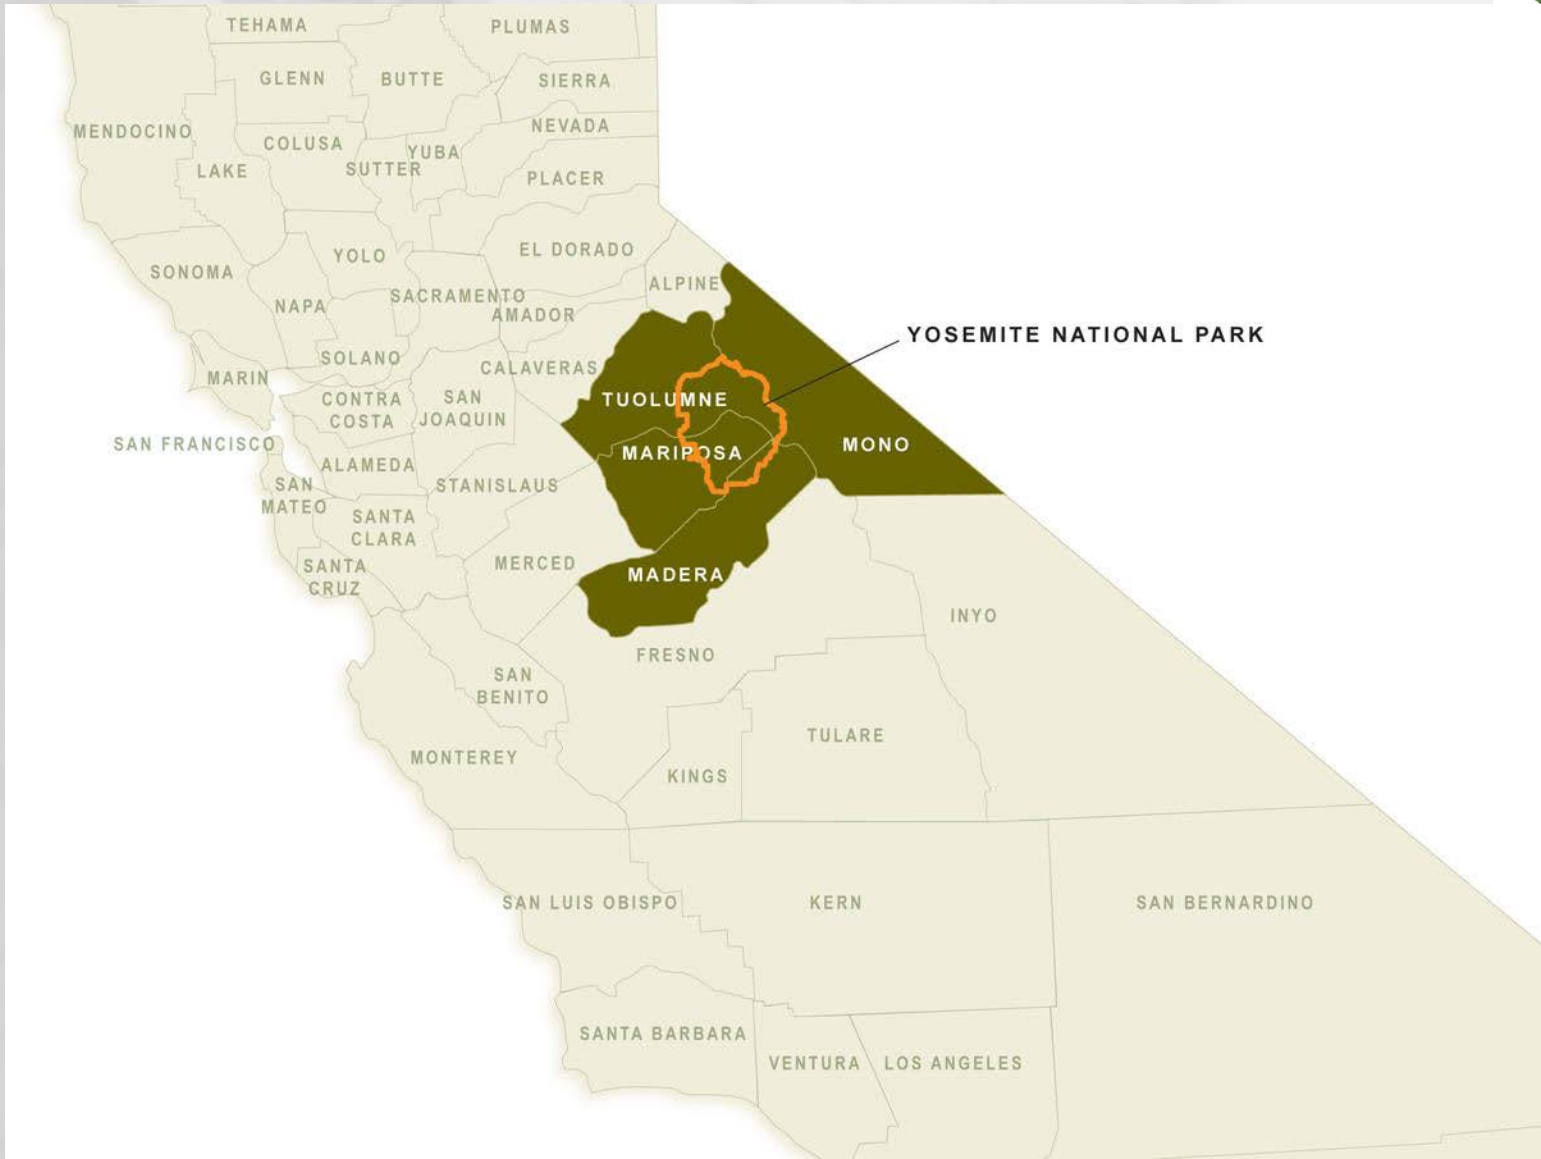 TEHAMA
PLUMAS
GLENN
BUTTE
SIERRA
MENDOCINO
COLUSA
NEVADA
LAKE
SUTTER
YUBA
PLACER
SONOMA
YOLO
EL DORADO
NAPA
SACRAMENTO
ALPINE
AMADOR
YOSEMITE NATIONAL PARK
MARIN
SOLANO
CALAVERAS
CONTRA
COSTA
SAN
JOAQUIN
TUOLUMNE
SAN FRANCISCO
ALAMEDA
MARIPOSA
MONO
SAN
MATEO
STANISLAUS
SANTA
CLARA
SANTA
CRUZ
MERCED
MADERA
INYO
FRESNO
SAN
BENITO
TULARE
MONTEREY
KINGS
SAN LUIS OBISPO
KERN
SAN BERNARDINO
SANTA BARBARA
VENTURA
LOS ANGELES